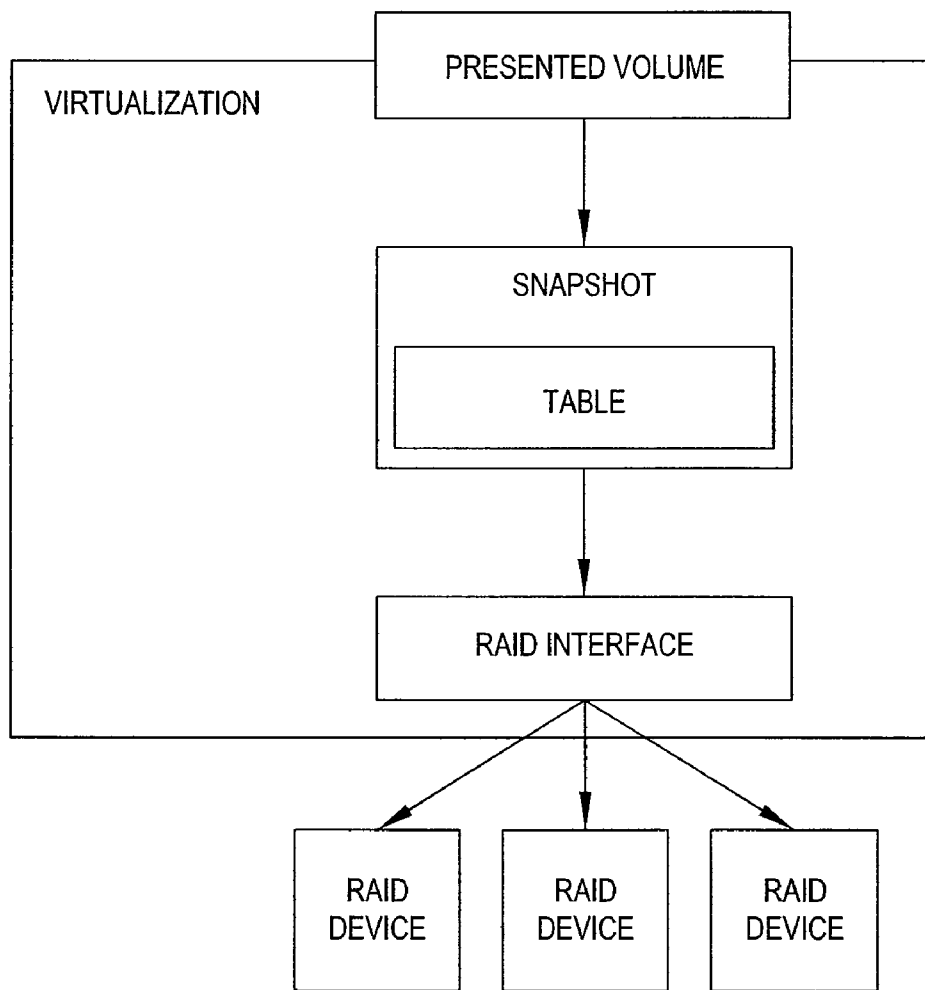 PRESENTED VOLUME
VIRTUALIZATION
SNAPSHOT
TABLE
RAID INTERFACE
RAID
DEVICE
RAID
DEVICE
RAID
DEVICE